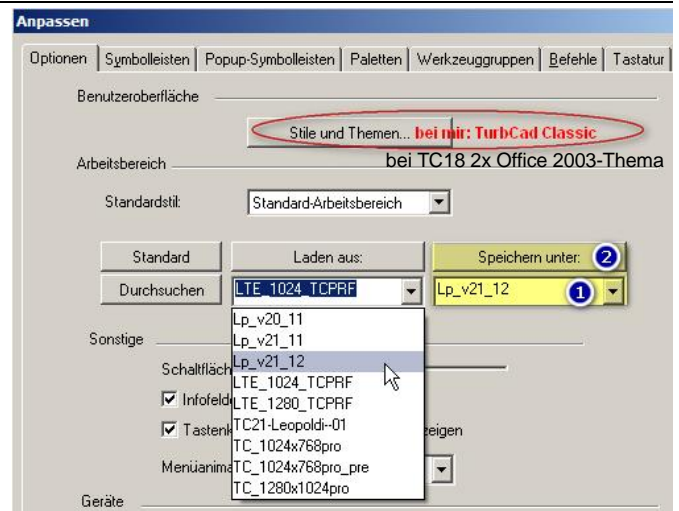 Anpassen
Optionen Symbolleisten Popup-Symbolleisten Paletten Werkzeuggruppen Befehle Tastatur
Benutzeroberfläche
Stile und Themen... bei mir: TurbCad Classic
bei TC18 2x Office 2003-Thema
Arbeitsbereich
Standardstil: Standard-Arbeitsbereich
Standard Laden aus: Speichern unter: 2
Durchsuchen LTE_1024_TCPRF Lp_v21_12 1
Lp_v20_11
Sonstige Lp_v21_11
Schaltfläch Lp_v21_12
LTE_1024_TCPRF
Infofeld LTE_1280_TCPRF
TC21-Leopoldi--01
Tastenk TC_1024x768pro zeigen
TC_1024x768pro_pre
Menüanima TC_1280x1024pro
Geräte